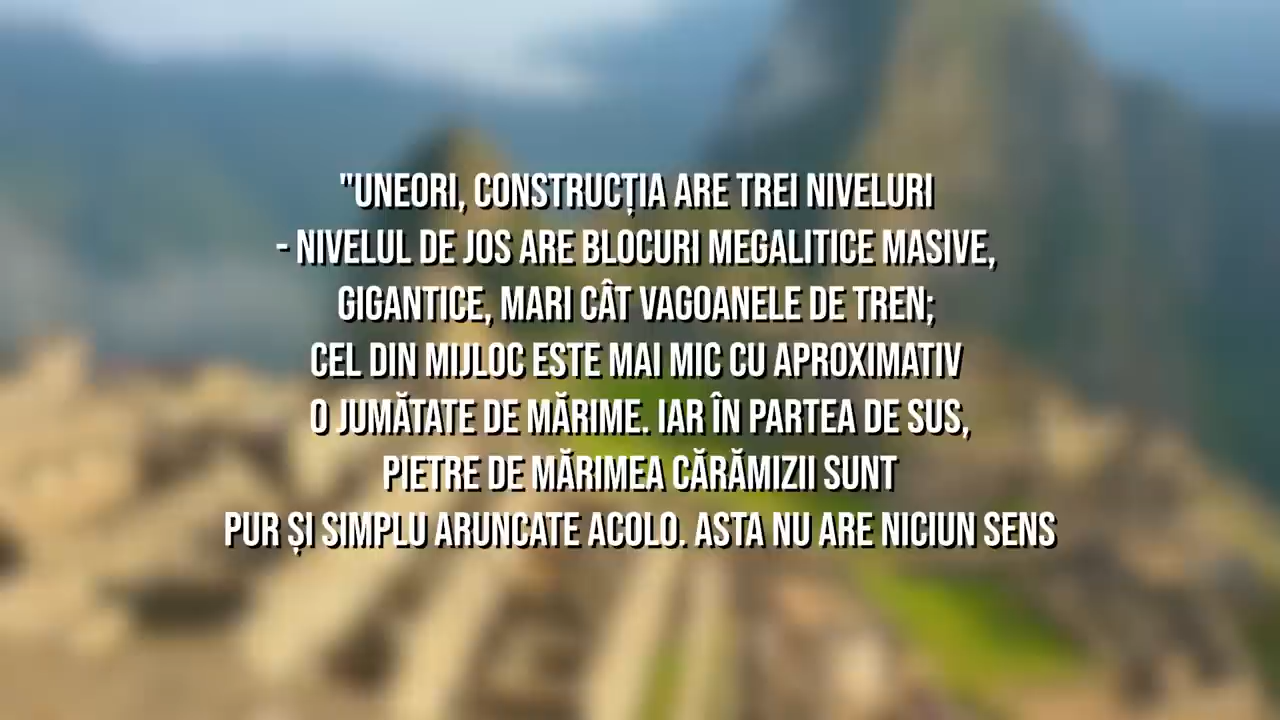 "UNEORI, CONSTRUCȚIA ARE TREI NIVELURI
- NIVELUL DE JOS ARE BLOCURI MEGALITICE MASIVE,
GIGANTICE, MARI CÂT VAGOANELE DE TREN;
CEL DIN MIJLOC ESTE MAI MIC CU APROXIMATIV
O JUMĂTATE DE MĂRIME. IAR ÎN PARTEA DE SUS,
PIETRE DE MĂRIMEA CĂRĂMIZII SUNT
PUR ȘI SIMPLU ARUNCATE ACOLO. ASTA NU ARE NICIUN SENS